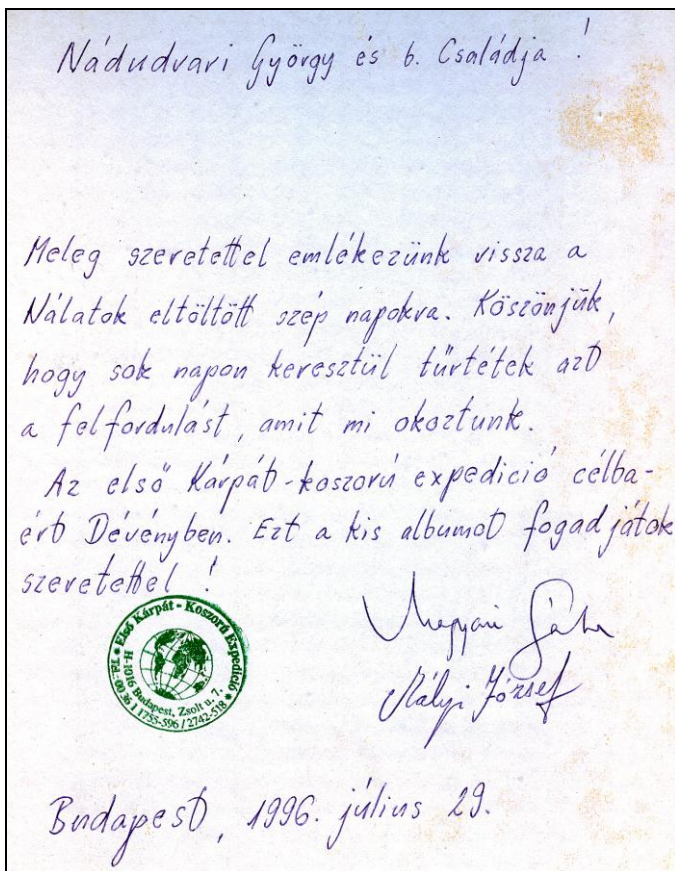 Nádudvari György és b. Családja !
Meleg szeretettel emlékezünk vissza a
Nálatok eltöltött szép napokra. Köszönjük,
hogy sok napon keresztül tűrtétek azt
a felfordulást, amit mi okoztunk.
Az első Kárpát-koszorú expedíció célba-
ért Dévényben. Ezt a kis albumot fogadjátok
szeretettel !
Magyari
Mályi József
Első Kárpát - Koszorú Expedíció
H-1016 Budapest, Zsolt u. 7.
Tel.: 00 36 1 1755-596 / 2742-518
Budapest, 1996. július 29.